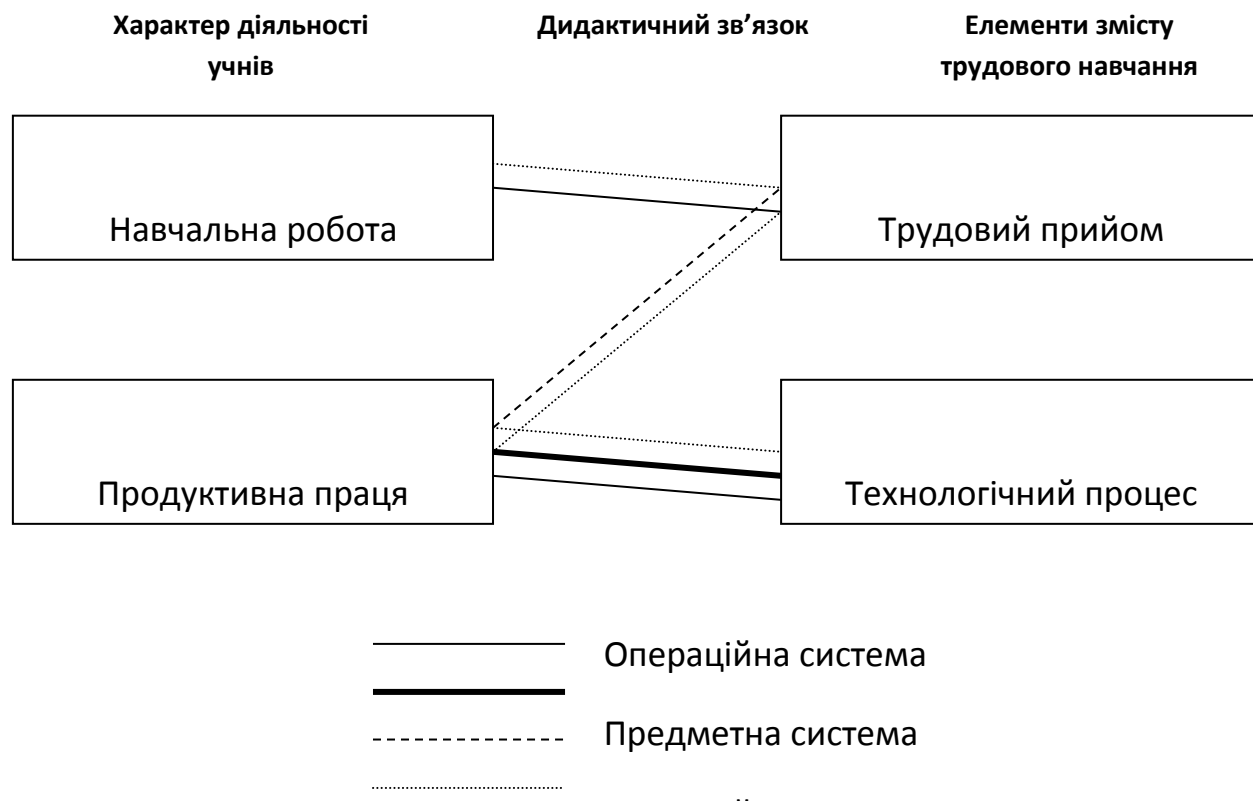 Характер діяльності
учнів
Дидактичний зв’язок
Елементи змісту
трудового навчання
Навчальна робота
Трудовий прийом
Продуктивна праця
Технологічний процес
Операційна система
Предметна система